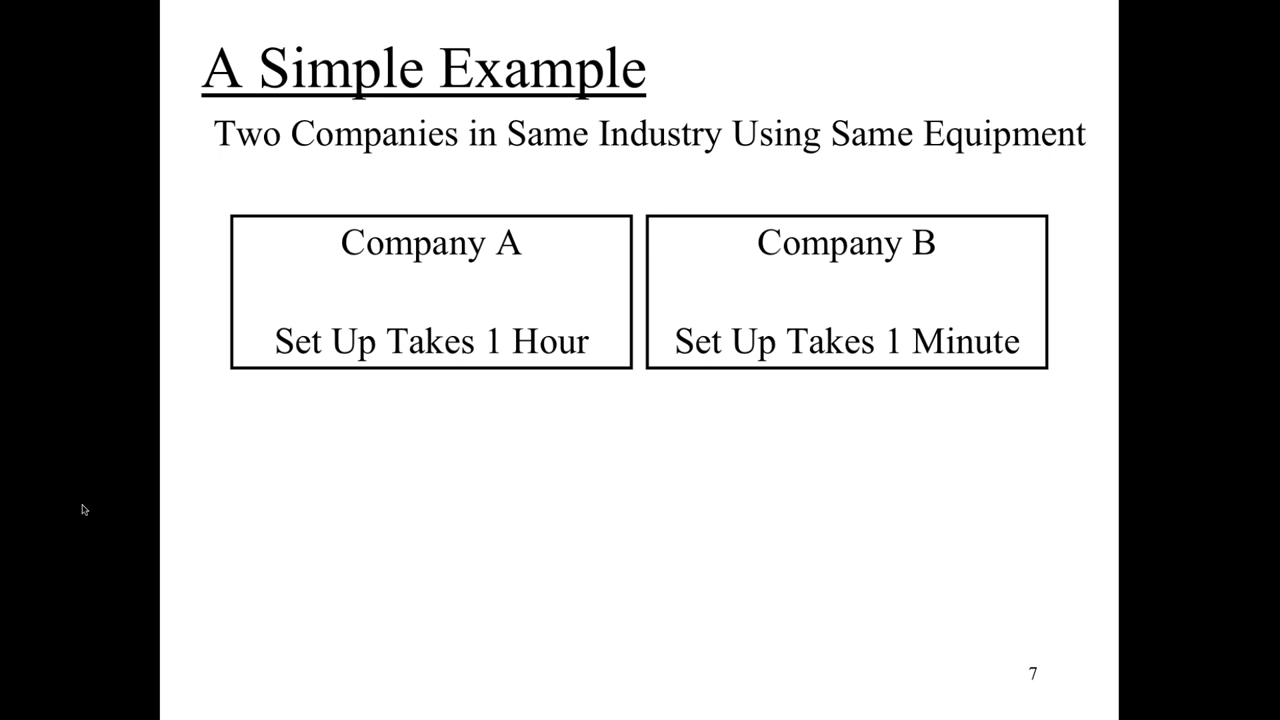 A Simple Example
Two Companies in Same Industry Using Same Equipment
Company A
Set Up Takes 1 Hour
Company B
Set Up Takes 1 Minute
7